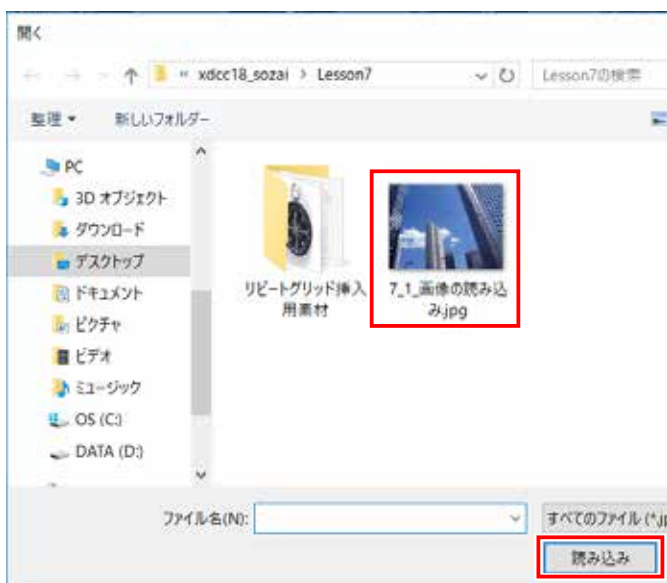 開く
« xdcc18_sozai > Lesson7
Lesson7の検索
整理
新しいフォルダー
PC
3D オブジェクト
ダウンロード
デスクトップ
ドキュメント
ピクチャ
ビデオ
ミュージック
OS (C:)
DATA (D:)
リピートグリッド挿入
用素材
7_1_画像の読み込
み.jpg
ファイル名(N):
すべてのファイル (*.jp
読み込み